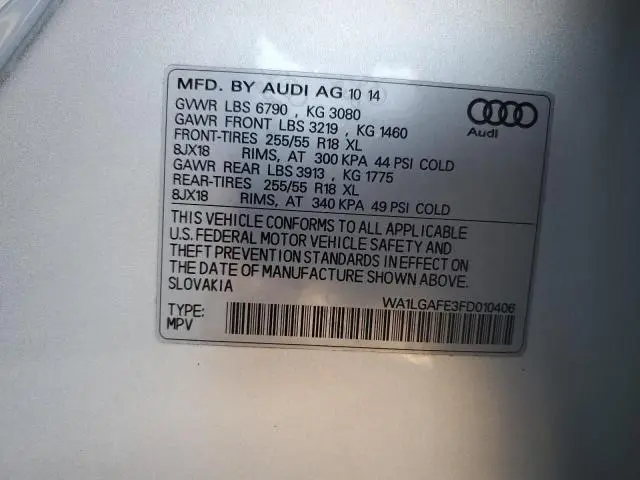 MFD. BY AUDI AG 10 14
GVWR LBS 6790 , KG 3080
GAWR FRONT LBS 3219 , KG 1460
FRONT-TIRES 255/55 R18 XL
8JX18 RIMS, AT 300 KPA 44 PSI COLD
GAWR REAR LBS 3913 , KG 1775
REAR-TIRES 255/55 R18 XL
8JX18 RIMS, AT 340 KPA 49 PSI COLD
Audi
THIS VEHICLE CONFORMS TO ALL APPLICABLE
U.S. FEDERAL MOTOR VEHICLE SAFETY AND
THEFT PREVENTION STANDARDS IN EFFECT ON
THE DATE OF MANUFACTURE SHOWN ABOVE.
SLOVAKIA
WA1LGAFE3FD010406
TYPE:
MPV